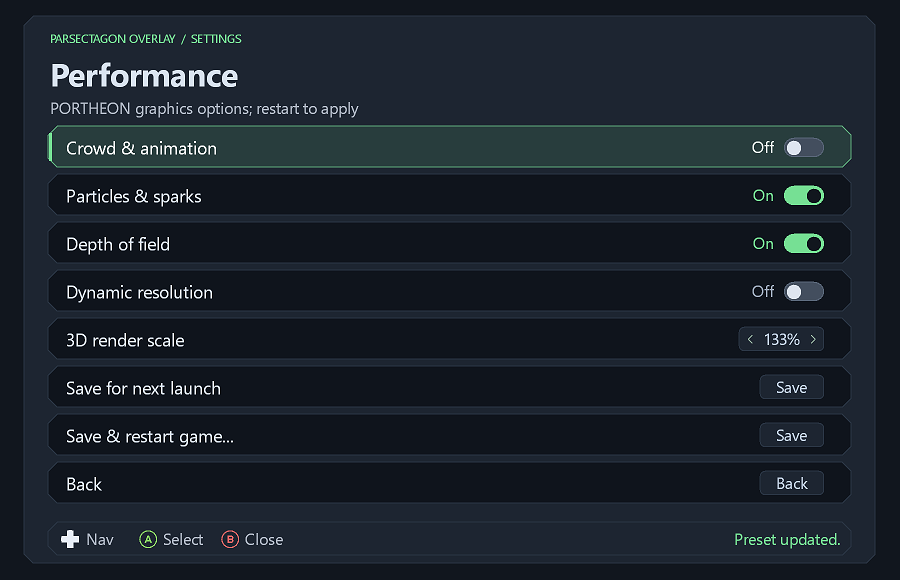 PARSECTAGON OVERLAY / SETTINGS
Performance
PORTHEON graphics options; restart to apply
Crowd & animation Off
Particles & sparks On
Depth of field On
Dynamic resolution Off
3D render scale < 133% >
Save for next launch Save
Save & restart game... Save
Back Back
Nav A Select B Close Preset updated.